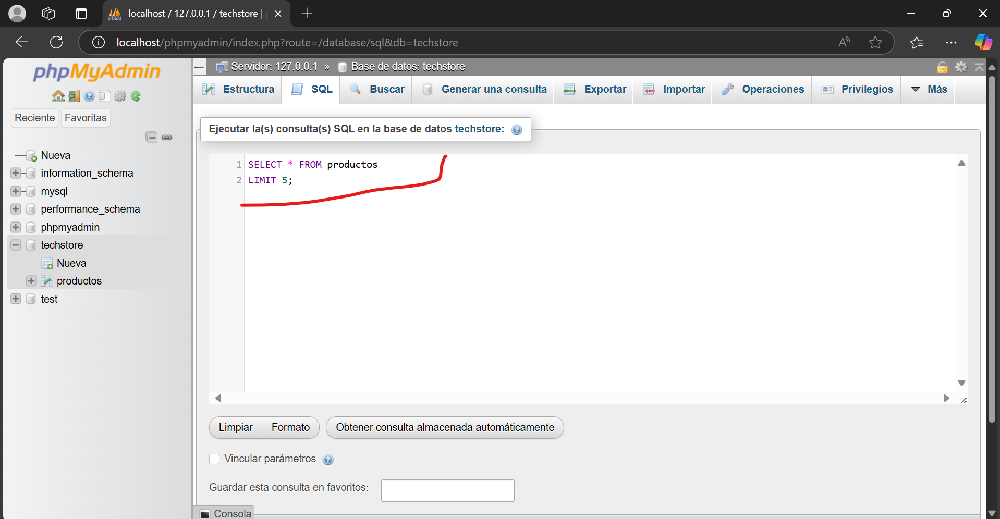 localhost / 127.0.0.1 / techstore |
localhost/phpmyadmin/index.php?route=/database/sql&db=techstore
phpMyAdmin
Reciente Favoritas
Nueva
information_schema
mysql
performance_schema
phpmyadmin
techstore
Nueva
productos
test
Servidor: 127.0.0.1 » Base de datos: techstore
Estructura SQL Buscar Generar una consulta Exportar Importar Operaciones Privilegios Más
Ejecutar la(s) consulta(s) SQL en la base de datos techstore:
1 SELECT * FROM productos
2 LIMIT 5;
Limpiar Formato Obtener consulta almacenada automáticamente
Vincular parámetros
Guardar esta consulta en favoritos:
Consola